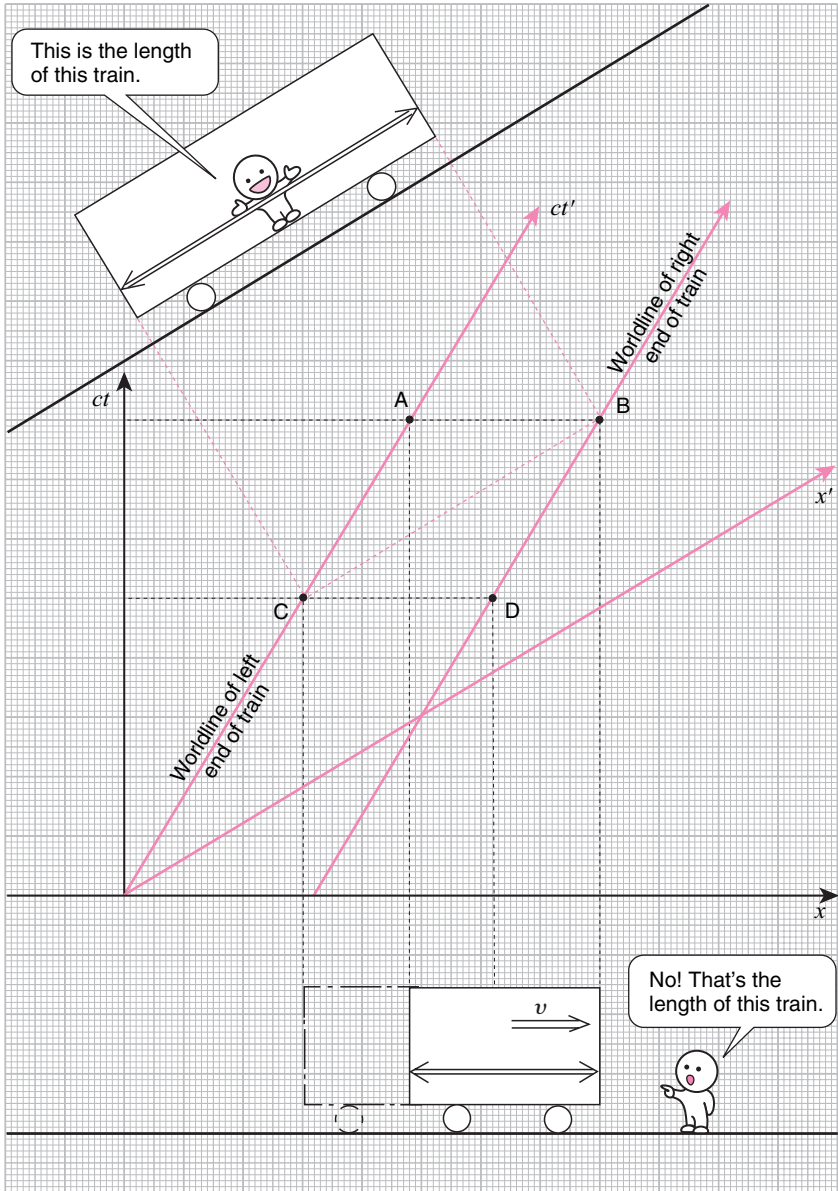 This is the length
of this train.
ct'
Worldline of right
end of train
ct
A
B
x'
C
D
Worldline of left
end of train
x
No! That's the
length of this train.
v